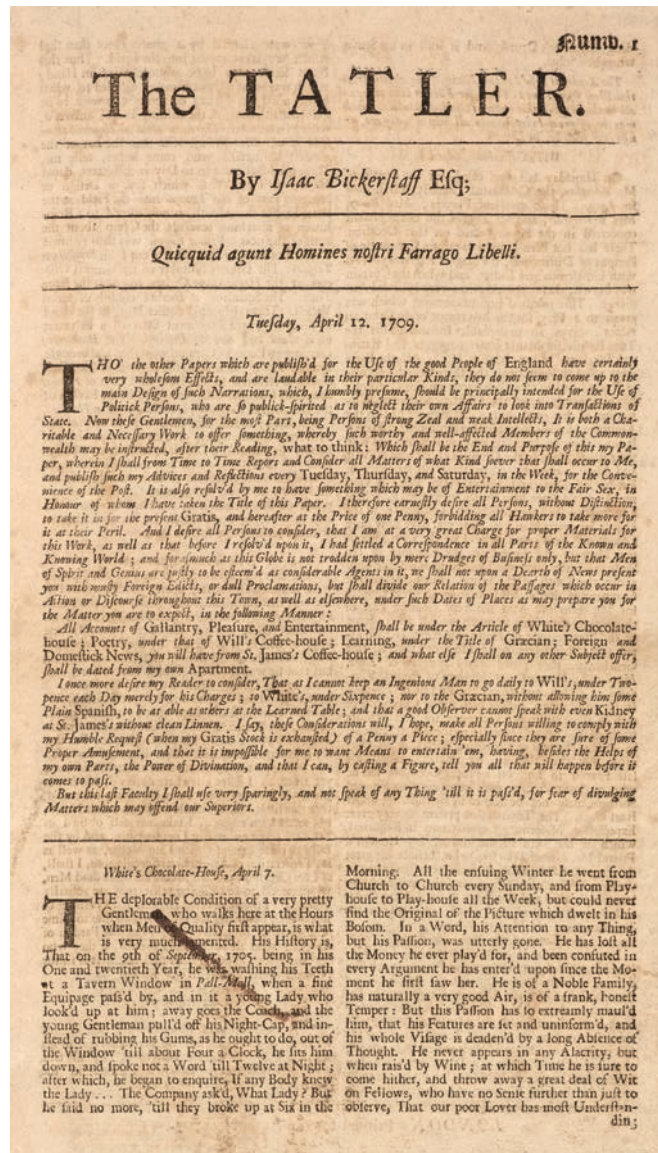 Numb. 1
The TATLER.
By Iſaac Bickerſtaff Eſq;
Quicquid agunt Homines noſtri Farrago Libelli.
Tueſday, April 12. 1709.
THO' the other Papers which are publiſh'd for the Uſe of the good People of England have certainly
very wholeſom Effects, and are laudable in their particular Kinds, they do not ſeem to come up to the
main Deſign of ſuch Narrations, which, I humbly preſume, ſhould be principally intended for the Uſe of
Politick Perſons, who are ſo publick-ſpirited as to neglect their own Affairs to look into Tranſactions of
State. Now theſe Gentlemen, for the moſt Part, being Perſons of ſtrong Zeal and weak Intellects, It is both a Cha-
ritable and Neceſſary Work to offer ſomething, whereby ſuch worthy and well-affected Members of the Common-
wealth may be inſtructed, after their Reading, what to think: Which ſhall be the End and Purpoſe of this my Pa-
per, wherein I ſhall from Time to Time Report and Conſider all Matters of what Kind ſoever that ſhall occur to Me,
and publiſh ſuch my Advices and Reflections every Tueſday, Thurſday, and Saturday, in the Week, for the Conve-
nience of the Poſt. It is alſo reſolv'd by me to have ſomething which may be of Entertainment to the Fair Sex, in
Honour of whom I have taken the Title of this Paper. I therefore earneſtly deſire all Perſons, without Diſtinction,
to take it in for the preſent Gratis, and hereafter at the Price of one Penny, forbidding all Hawkers to take more for
it at their Peril. And I deſire all Perſons to conſider, that I am at a very great Charge for proper Materials for
this Work, as well as that before I reſolv'd upon it, I had ſettled a Correſpondence in all Parts of the Known and
Knowing World; and foraſmuch as this Globe is not trodden upon by mere Drudges of Buſineſs only, but that Men
of Spirit and Genius are juſtly to be eſteem'd as conſiderable Agents in it, we ſhall not upon a Dearth of News preſent
you with muſty Foreign Edicts, or dull Proclamations, but ſhall divide our Relation of the Paſſages which occur in
Action or Diſcourſe throughout this Town, as well as elſewhere, under ſuch Dates of Places as may prepare you for
the Matter you are to expect, in the following Manner:
All Accounts of Gallantry, Pleaſure, and Entertainment, ſhall be under the Article of White's Chocolate-
houſe; Poetry, under that of Will's Coffee-houſe; Learning, under the Title of Græcian; Foreign and
Domeſtick News, you will have from St. James's Coffee-houſe; and what elſe I ſhall on any other Subject offer,
ſhall be dated from my own Apartment.
I once more deſire my Reader to conſider, That as I cannot keep an Ingenious Man to go daily to Will's, under Two-
pence each Day merely for his Charges; to White's, under Sixpence; nor to the Græcian, without allowing him ſome
Plain Spaniſh, to be as able as others at the Learned Table; and that a good Obſerver cannot ſpeak with even Kidney
at St. James's without clean Linnen. I ſay, theſe Conſiderations will, I hope, make all Perſons willing to comply with
my Humble Requeſt (when my Gratis Stock is exhauſted) of a Penny a Piece; eſpecially ſince they are ſure of ſome
Proper Amuſement, and that it is impoſſible for me to want Means to entertain 'em, having, beſides the Helps of
my own Parts, the Power of Divination, and that I can, by caſting a Figure, tell you all that will happen before it
comes to paſs.
But this laſt Faculty I ſhall uſe very ſparingly, and not ſpeak of any Thing 'till it is paſs'd, for fear of divulging
Matters which may offend our Superiors.
White's Chocolate-Houſe, April 7.
THE deplorable Condition of a very pretty
Gentleman, who walks here at the Hours
when Men of Quality firſt appear, is what
is very much lamented. His Hiſtory is,
That on the 9th of September, 1705. being in his
One and twentieth Year, he was waſhing his Teeth
at a Tavern Window in Pall-Mall, when a fine
Equipage paſs'd by, and in it a young Lady who
look'd up at him; away goes the Coach, and the
young Gentleman pull'd off his Night-Cap, and in-
ſtead of rubbing his Gums, as he ought to do, out of
the Window 'till about Four a Clock, he ſits him
down, and ſpoke not a Word 'till Twelve at Night;
after which, he began to enquire, If any Body knew
the Lady . . . The Company ask'd, What Lady? But
he ſaid no more, 'till they broke up at Six in the
Morning. All the enſuing Winter he went from
Church to Church every Sunday, and from Play-
houſe to Play-houſe all the Week, but could never
find the Original of the Picture which dwelt in his
Boſom. In a Word, his Attention to any Thing,
but his Paſſion, was utterly gone. He has loſt all
the Money he ever play'd for, and been confuted in
every Argument he has enter'd upon ſince the Mo-
ment he firſt ſaw her. He is of a Noble Family,
has naturally a very good Air, is of a frank, honeſt
Temper: But this Paſſion has ſo extreamly maul'd
him, that his Features are ſet and uninform'd, and
his whole Viſage is deaden'd by a long Abſence of
Thought. He never appears in any Alacrity, but
when rais'd by Wine; at which Time he is ſure to
come hither, and throw away a great deal of Wit
on Fellows, who have no Senſe further than juſt to
obſerve, That our poor Lover has moſt Underſtan-
din;